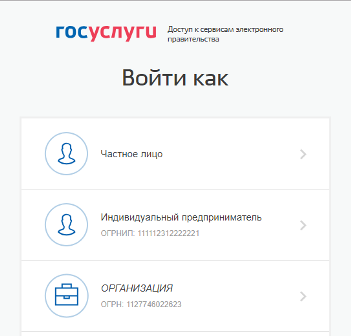 госуслуги
Доступ к сервисам электронного
правительства
Войти как
Частное лицо
Индивидуальный предприниматель
ОГРНИП: 111112312222221
ОРГАНИЗАЦИЯ
ОГРН: 1127746022623